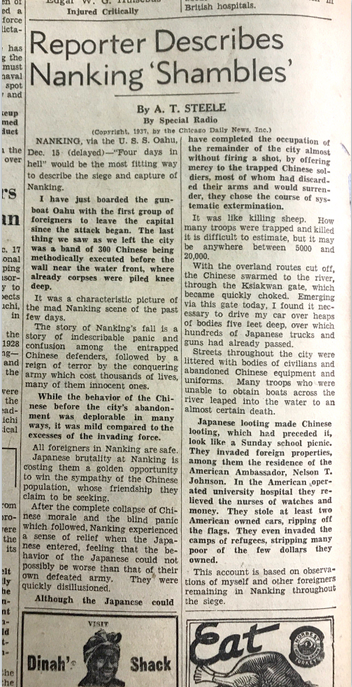 Edgar W. G.
Injured Critically
British hospitals.
Reporter Describes
Nanking 'Shambles'
By A. T. STEELE
By Special Radio
(Copyright, 1937, by the Chicago Daily News, Inc.)
NANKING, via the U. S. S. Oahu,
Dec. 15 (delayed)—"Four days in
hell" would be the most fitting way
to describe the siege and capture of
Nanking.
I have just boarded the gun-
boat Oahu with the first group of
foreigners to leave the capital
since the attack began. The last
thing we saw as we left the city
was a band of 300 Chinese being
methodically executed before the
wall near the water front, where
already corpses were piled knee
deep.
It was a characteristic picture of
the mad Nanking scene of the past
few days.
The story of Nanking's fall is a
story of indescribable panic and
confusion among the entrapped
Chinese defenders, followed by a
reign of terror by the conquering
army which cost thousands of lives,
many of them innocent ones.
While the behavior of the Chi-
nese before the city's abandon-
ment was deplorable in many
ways, it was mild compared to the
excesses of the invading force.
All foreigners in Nanking are safe.
Japanese brutality at Nanking is
costing them a golden opportunity
to win the sympathy of the Chinese
population, whose friendship they
claim to be seeking.
After the complete collapse of Chi-
nese morale and the blind panic
which followed, Nanking experienced
a sense of relief when the Japa-
nese entered, feeling that the be-
havior of the Japanese could not
possibly be worse than that of their
own defeated army. They were
quickly disillusioned.
Although the Japanese could
have completed the occupation of
the remainder of the city almost
without firing a shot, by offering
mercy to the trapped Chinese sol-
diers, most of whom had discard-
ed their arms and would surren-
der, they chose the course of sys-
tematic extermination.
It was like killing sheep. How
many troops were trapped and killed
it is difficult to estimate, but it may
be anywhere between 5000 and
20,000.
With the overland routes cut off,
the Chinese swarmed to the river,
through the Ksiakwan gate, which
became quickly choked. Emerging
via this gate today, I found it neces-
sary to drive my car over heaps
of bodies five feet deep, over which
hundreds of Japanese trucks and
guns had already passed.
Streets throughout the city were
littered with bodies of civilians and
abandoned Chinese equipment and
uniforms. Many troops who were
unable to obtain boats across the
river leaped into the water to an
almost certain death.
Japanese looting made Chinese
looting, which had preceded it,
look like a Sunday school picnic.
They invaded foreign properties,
among them the residence of the
American Ambassador, Nelson T.
Johnson. In the American oper-
ated university hospital they re-
lieved the nurses of watches and
money. They stole at least two
American owned cars, ripping off
the flags. They even invaded the
camps of refugees, stripping many
poor of the few dollars they
owned.
This account is based on observa-
tions of myself and other foreigners
remaining in Nanking throughout
the siege.
VISIT
Dinah's Shack
Eat